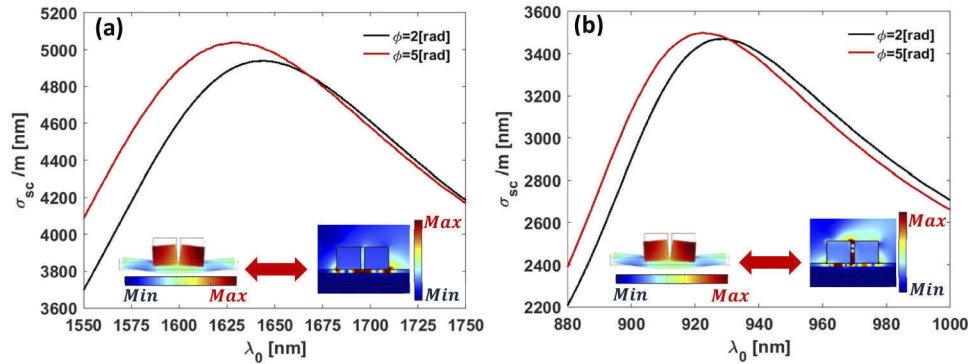 (a)
ϕ=2[rad]
ϕ=5[rad]
5200
5000
4800
4600
4400
4200
4000
3800
3600
σsc /m [nm]
Min
Max
Max
Min
1550 1575 1600 1625 1650 1675 1700 1725 1750
λ0 [nm]
(b)
ϕ=2[rad]
ϕ=5[rad]
3600
3400
3200
3000
2800
2600
2400
2200
σsc /m [nm]
Min
Max
Max
Min
880 900 920 940 960 980 1000
λ0 [nm]